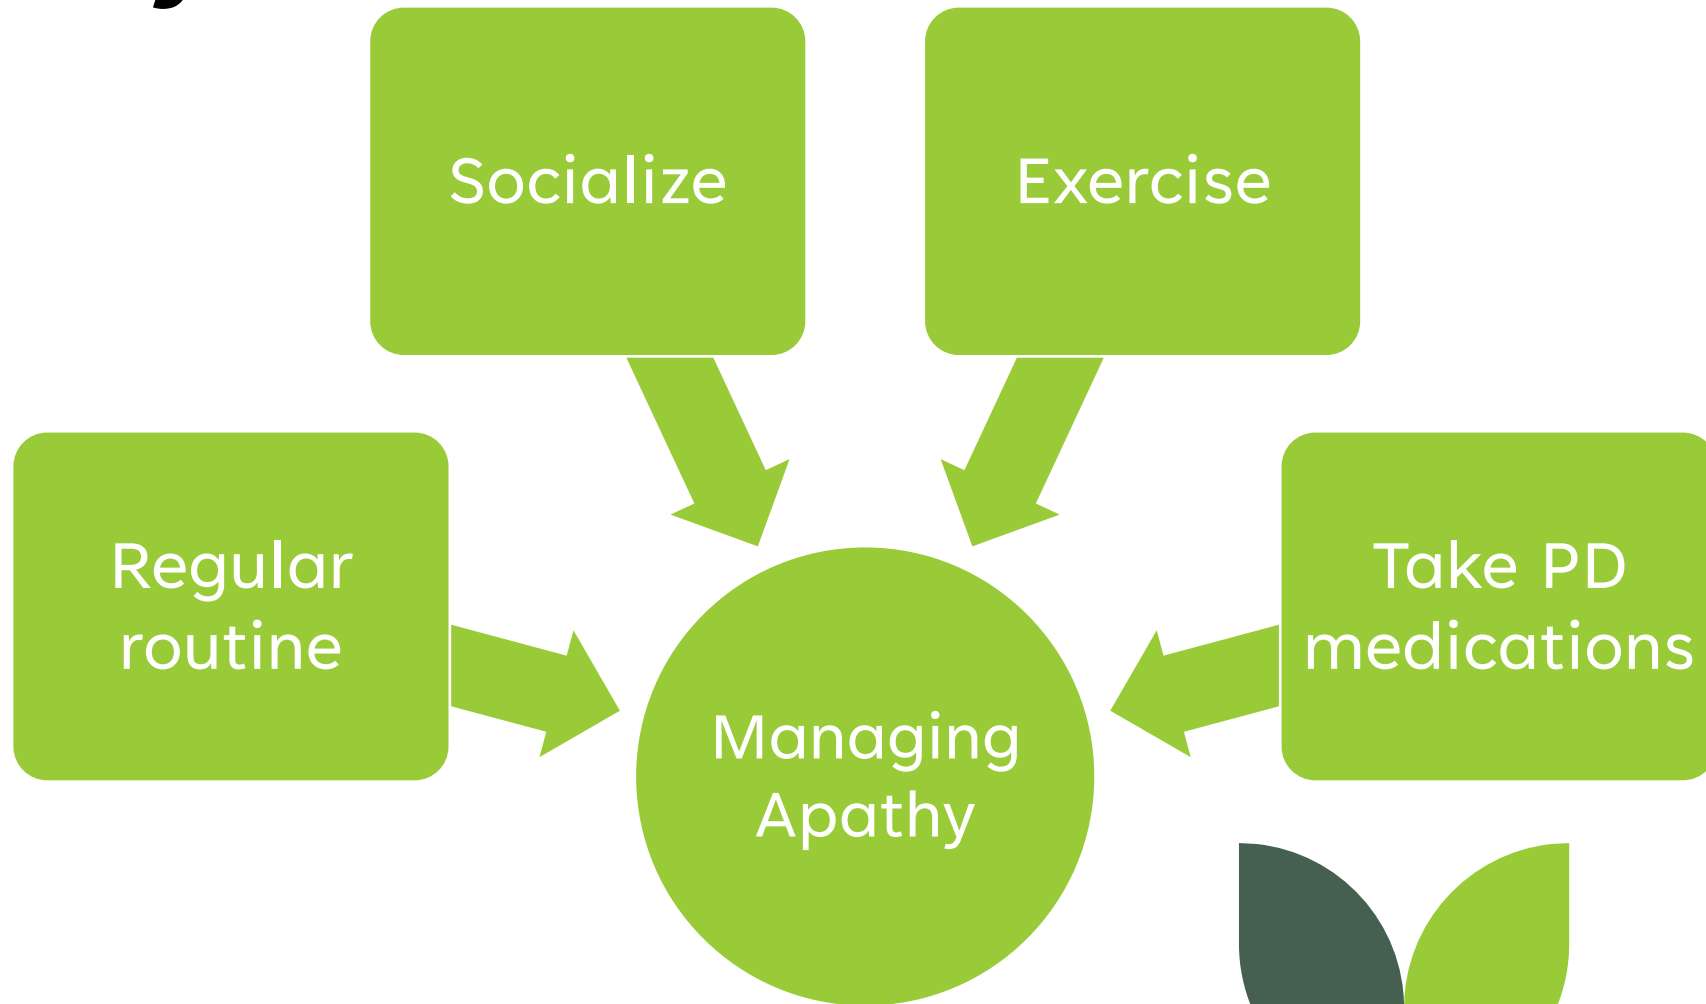 Socialize
Exercise
Regular
routine
Take PD
medications
Managing
Apathy